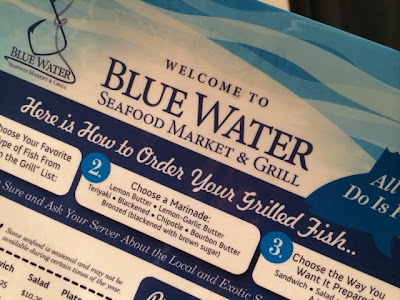 BLUE WATER
SEAFOOD MARKET & GRILL
WELCOME TO
BLUE WATER
SEAFOOD MARKET & GRILL
Here is How to Order Your Grilled Fish..
Choose Your Favorite
Type of Fish From
the Grill" List:
2.
Choose a Marinade:
Lemon Butter • Lemon-Garlic Butter
Teriyaki • Blackened • Chipotle • Bourbon Butter
Bronzed (blackened with brown sugar)
3.
Choose the Way You
Want It Prepared
Sandwich • Salad
All
Do Is
Sure and Ask Your Server About the Local and Exotic
Some seafood is seasonal and may not be
available during certain times of the year.
Salad